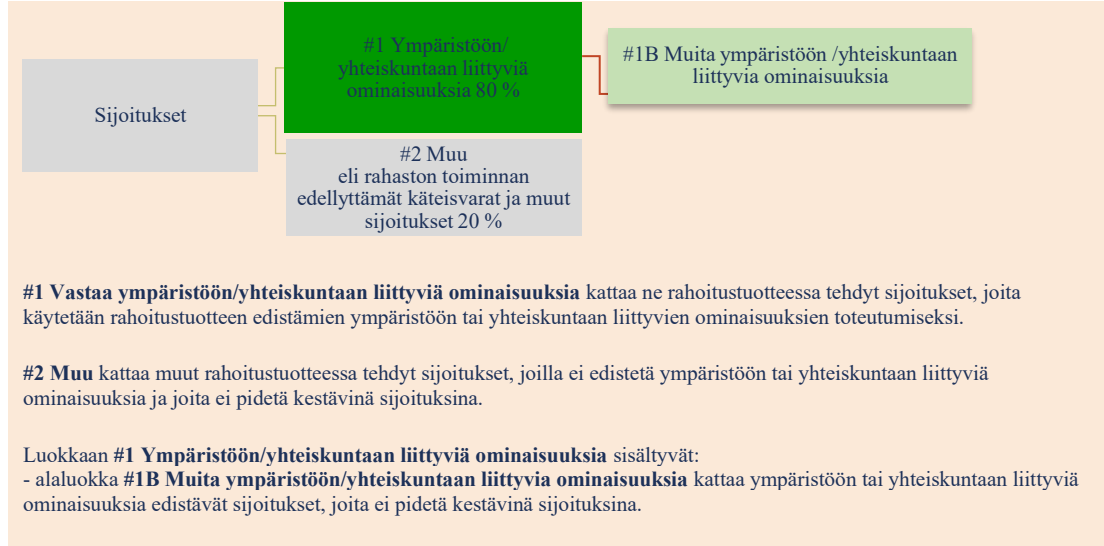 Sijoitukset
#1 Ympäristöön/
yhteiskuntaan liittyviä
ominaisuuksia 80 %
#1B Muita ympäristöön /yhteiskuntaan
liittyvia ominaisuuksia
#2 Muu
eli rahaston toiminnan
edellyttämät käteisvarat ja muut
sijoitukset 20 %
#1 Vastaa ympäristöön/yhteiskuntaan liittyviä ominaisuuksia kattaa ne rahoitustuotteessa tehdyt sijoitukset, joita
käytetään rahoitustuotteen edistämien ympäristöön tai yhteiskuntaan liittyvien ominaisuuksien toteutumiseksi.
#2 Muu kattaa muut rahoitustuotteessa tehdyt sijoitukset, joilla ei edistetä ympäristöön tai yhteiskuntaan liittyviä
ominaisuuksia ja joita ei pidetä kestävinä sijoituksina.
Luokkaan #1 Ympäristöön/yhteiskuntaan liittyviä ominaisuuksia sisältyvät:
- alaluokka #1B Muita ympäristöön/yhteiskuntaan liittyvia ominaisuuksia kattaa ympäristöön tai yhteiskuntaan liittyviä
ominaisuuksia edistävät sijoitukset, joita ei pidetä kestävinä sijoituksina.